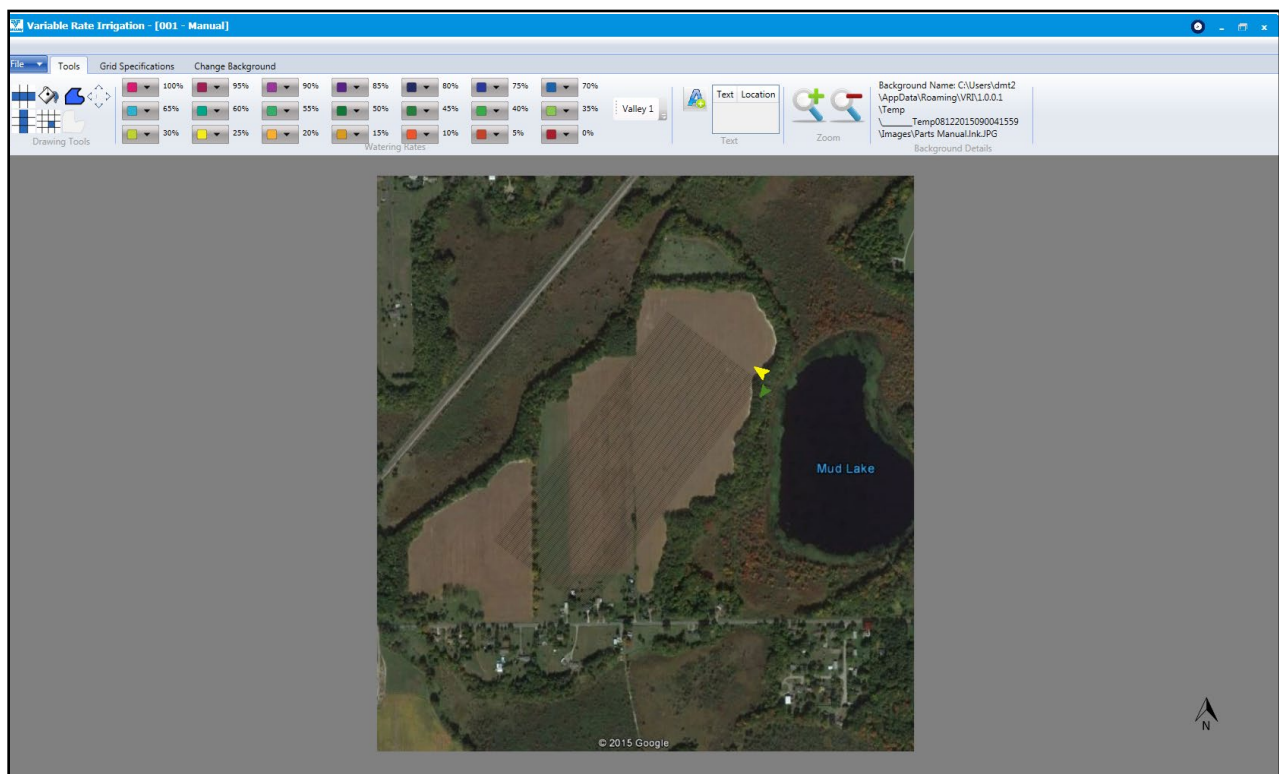 Variable Rate Irrigation - [001 - Manual]
File Tools Grid Specifications Change Background
100% 95% 90% 85% 80% 75% 70%
65% 60% 55% 50% 45% 40% 35%
30% 25% 20% 15% 10% 5% 0%
Drawing Tools
Watering Rates
Valley 1
Text Location
Text
Zoom
Background Name: C:\Users\dmt2
\AppData\Roaming\VRI\1.0.0.1
\Temp
\______Temp08122015090041559
\Images\Parts Manual.lnk.JPG
Background Details
Mud Lake
N
© 2015 Google